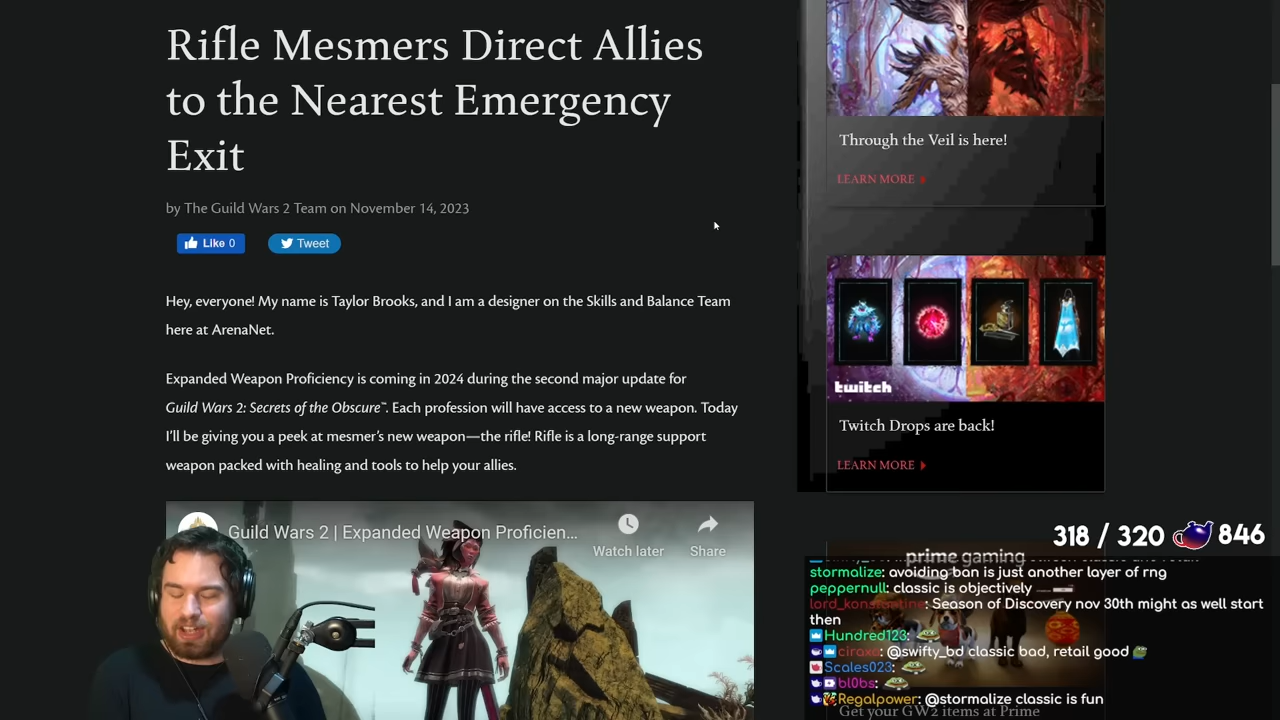 Rifle Mesmers Direct Allies
to the Nearest Emergency
Exit
by The Guild Wars 2 Team on November 14, 2023
Like 0
Tweet
Hey, everyone! My name is Taylor Brooks, and I am a designer on the Skills and Balance Team
here at ArenaNet.
Expanded Weapon Proficiency is coming in 2024 during the second major update for
Guild Wars 2: Secrets of the Obscure™. Each profession will have access to a new weapon. Today
I'll be giving you a peek at mesmer's new weapon—the rifle! Rifle is a long-range support
weapon packed with healing and tools to help your allies.
Guild Wars 2 | Expanded Weapon Proficien...
Watch later
Share
Through the Veil is here!
LEARN MORE
twitch
Twitch Drops are back!
LEARN MORE
318 / 320
846
prime gaming
stormalize: avoiding ban is just another layer of rng
peppernull: classic is objectively
lord_konstantine: Season of Discovery nov 30th might as well start
then
Hundred123:
ciraxe: @swifty_bd classic bad, retail good
Scales023:
bl0bs:
Regalpower: @stormalize classic is fun
Get your GW2 items at Prime